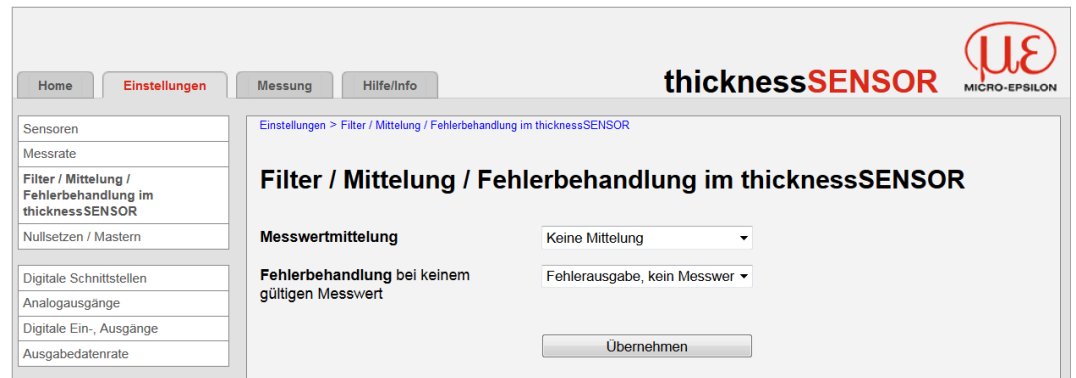 Home
Einstellungen
Messung
Hilfe/Info
thicknessSENSOR
με
MICRO-EPSILON
Sensoren
Messrate
Filter / Mittelung /
Fehlerbehandlung im
thicknessSENSOR
Nullsetzen / Mastern
Digitale Schnittstellen
Analogausgänge
Digitale Ein-, Ausgänge
Ausgabedatenrate
Einstellungen > Filter / Mittelung / Fehlerbehandlung im thicknessSENSOR
Filter / Mittelung / Fehlerbehandlung im thicknessSENSOR
Messwertmittelung
Keine Mittelung
Fehlerbehandlung bei keinem
gültigen Messwert
Fehlerausgabe, kein Messwer
Übernehmen